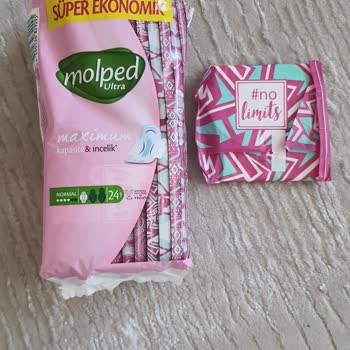 SÜPER EKONOMİK
molped
Ultra
maximum
kapasite & incelik*
NORMAL
24
#no
limits